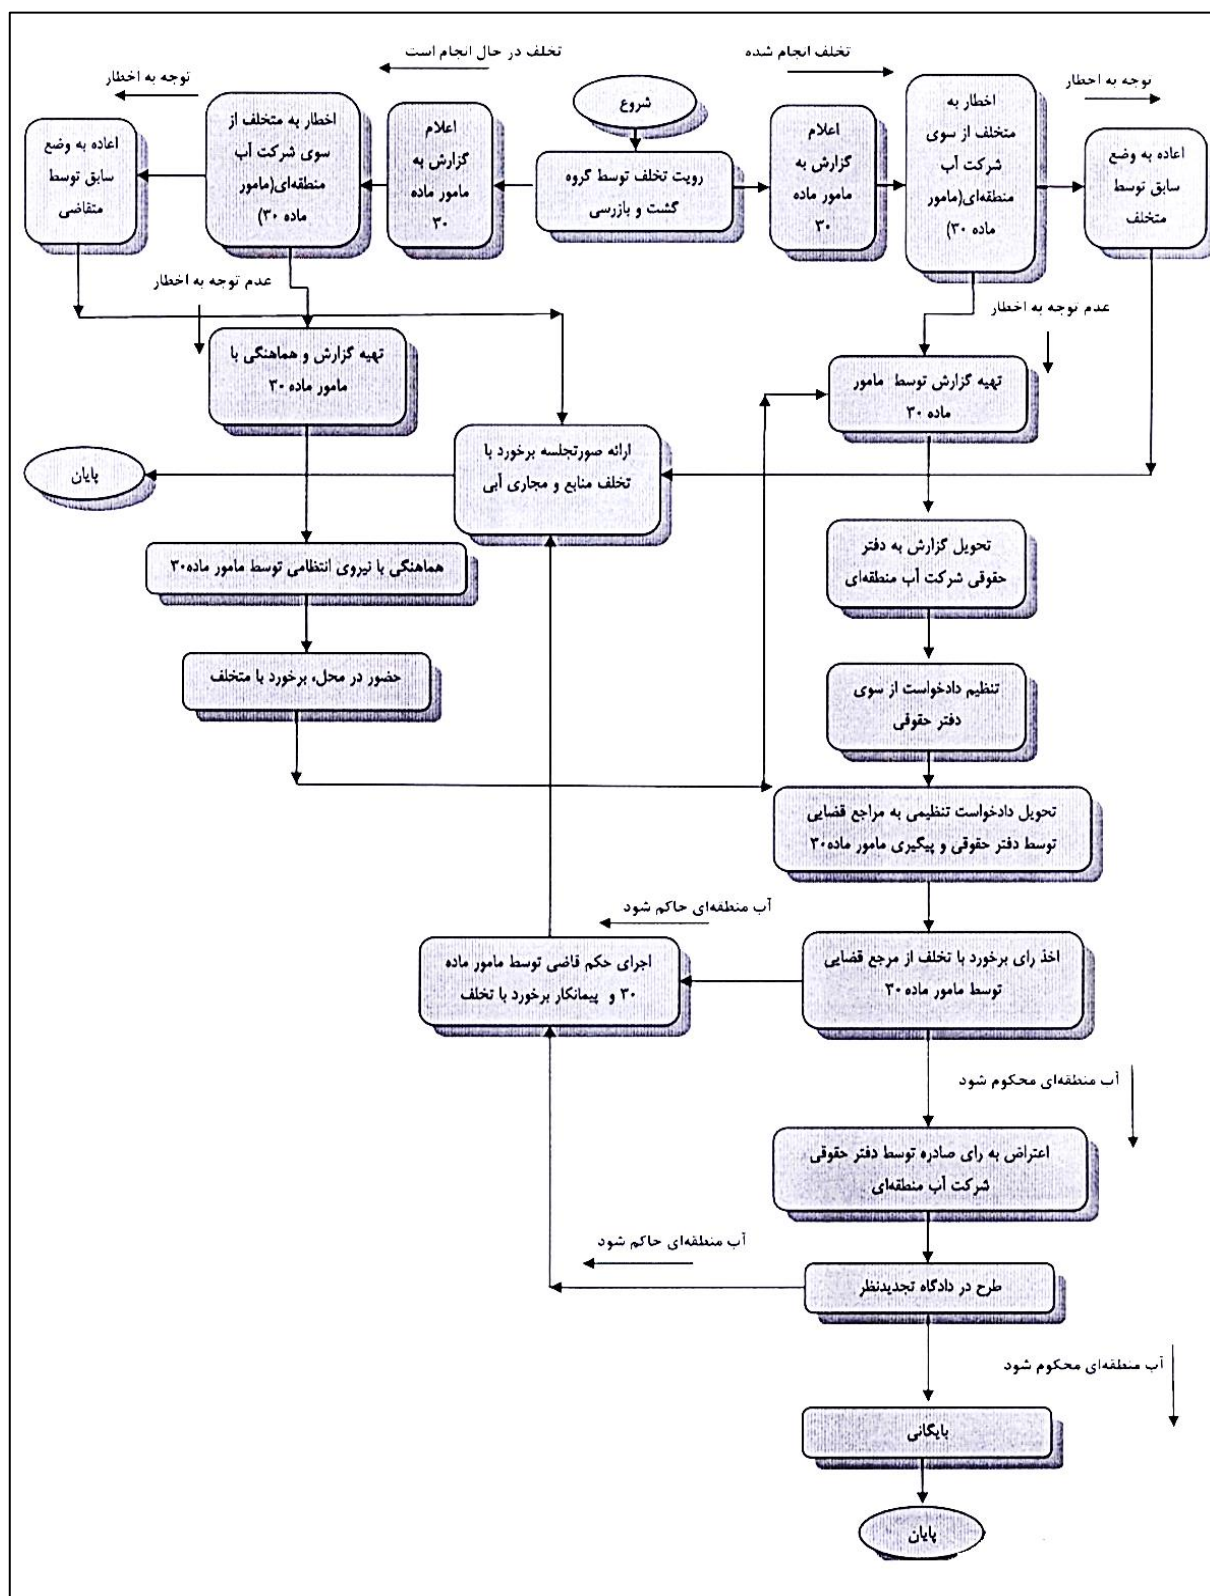 تخلف انجام شده
تخلف در حال انجام است
توجه به اخطار
توجه به اخطار
شروع
رویت تخلف توسط گروه
گشت و بازرسی
اعلام
گزارش به
مامور ماده
۳۰
اخطار به
متخلف از سوی
شرکت آب
منطقه‌ای(مامور
ماده ۳۰)
اعاده به وضع
سابق توسط
متخلف
اعلام
گزارش به
مامور ماده
۳۰
اخطار به متخلف از
سوی شرکت آب
منطقه‌ای(مامور
ماده ۳۰)
اعاده به وضع
سابق توسط
متقاضی
عدم توجه به اخطار
عدم توجه به اخطار
تهیه گزارش توسط مامور
ماده ۳۰
تهیه گزارش و هماهنگی با
مامور ماده ۳۰
ارائه صورتجلسه برخورد با
تخلف منابع و مجاری آبی
پایان
تحویل گزارش به دفتر
حقوقی شرکت آب منطقه‌ای
هماهنگی با نیروی انتظامی توسط مامور ماده۳۰
حضور در محل، برخورد با متخلف
تنظیم دادخواست از سوی
دفتر حقوقی
تحویل دادخواست تنظیمی به مراجع قضایی
توسط دفتر حقوقی و پیگیری مامور ماده۳۰
آب منطقه‌ای حاکم شود
اخذ رای برخورد با تخلف از مرجع قضایی
توسط مامور ماده ۳۰
اجرای حکم قاضی توسط مامور ماده
۳۰ و پیمانکار برخورد با تخلف
آب منطقه‌ای محکوم شود
اعتراض به رای صادره توسط دفتر حقوقی
شرکت آب منطقه‌ای
آب منطقه‌ای حاکم شود
طرح در دادگاه تجدیدنظر
آب منطقه‌ای محکوم شود
بایگانی
پایان